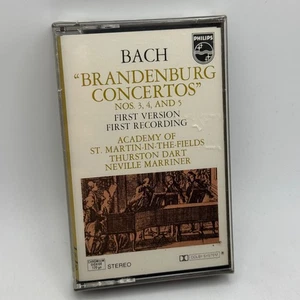 PHILIPS
BACH
"BRANDENBURG
CONCERTOS"
NOS. 3, 4, AND 5
FIRST VERSION
FIRST RECORDING
ACADEMY OF
ST. MARTIN-IN-THE-FIELDS
THURSTON DART
NEVILLE MARRINER
STEREO